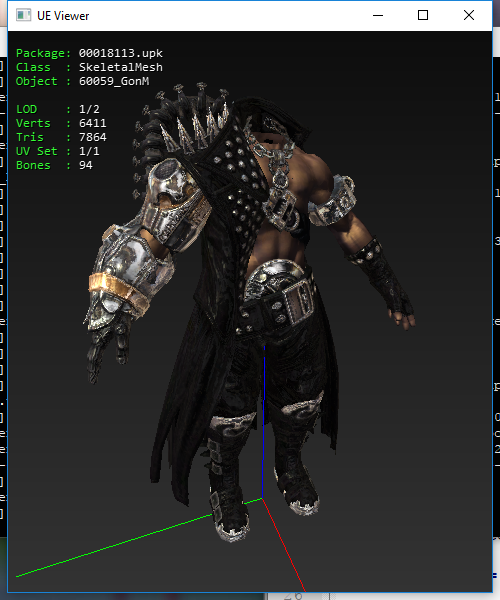 UE Viewer
Package: 00018113.upk
Class : SkeletalMesh
Object : 60059_GonM
LOD : 1/2
Verts : 6411
Tris : 7864
UV Set : 1/1
Bones : 94